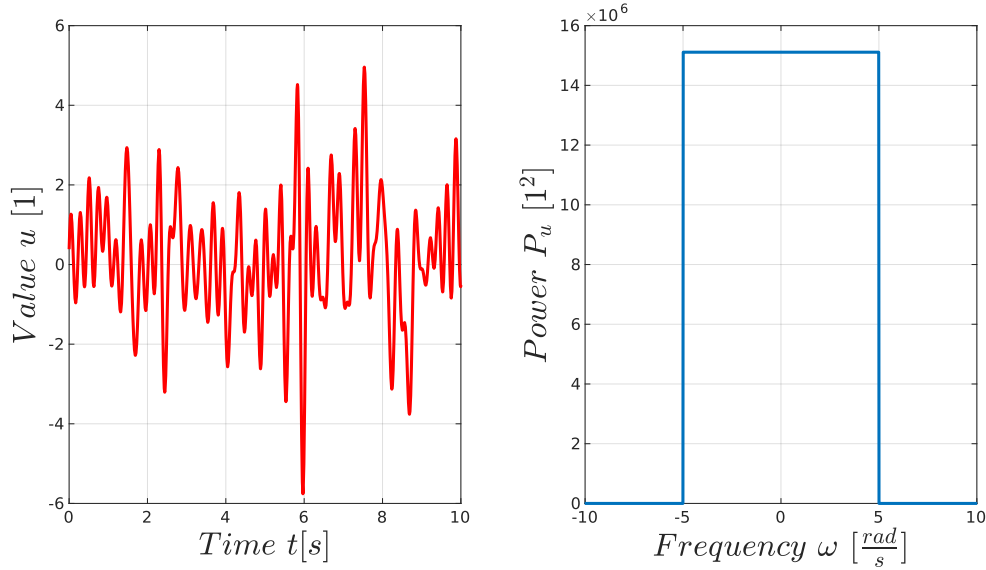 6
4
2
0
-2
-4
-6
0 2 4 6 8 10
Value u [1]
Time t[s]
×10^6
16
14
12
10
8
6
4
2
0
-10 -5 0 5 10
Power P_u [1^2]
Frequency ω [rad/s]